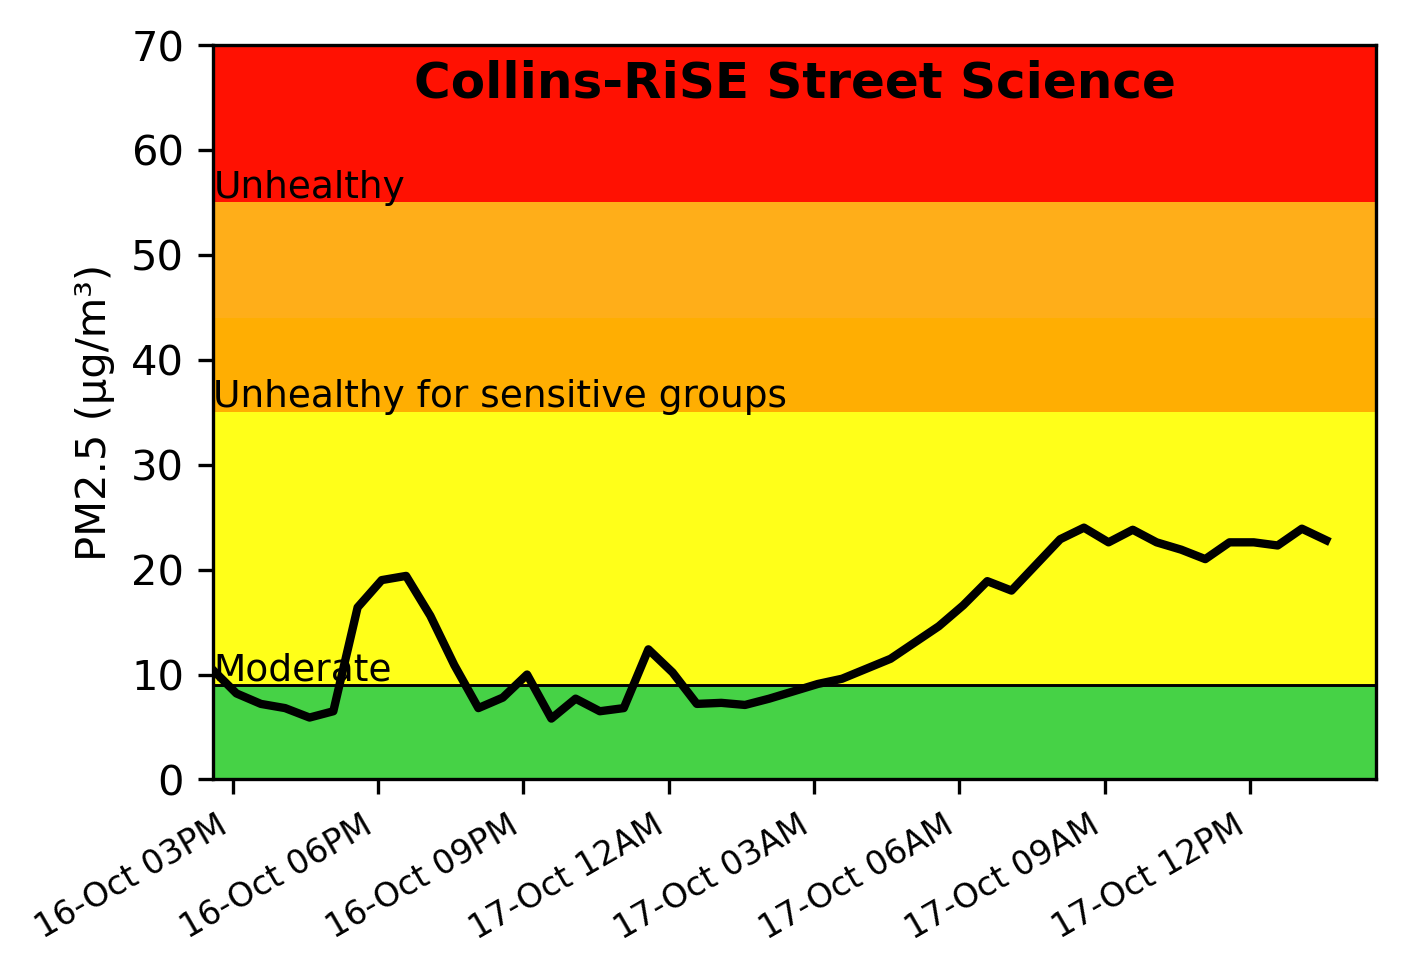 Collins-RiSE Street Science
70
60
50
40
30
20
10
0
PM2.5 (µg/m³)
Unhealthy
Unhealthy for sensitive groups
Moderate
16-Oct 03PM
16-Oct 06PM
16-Oct 09PM
17-Oct 12AM
17-Oct 03AM
17-Oct 06AM
17-Oct 09AM
17-Oct 12PM